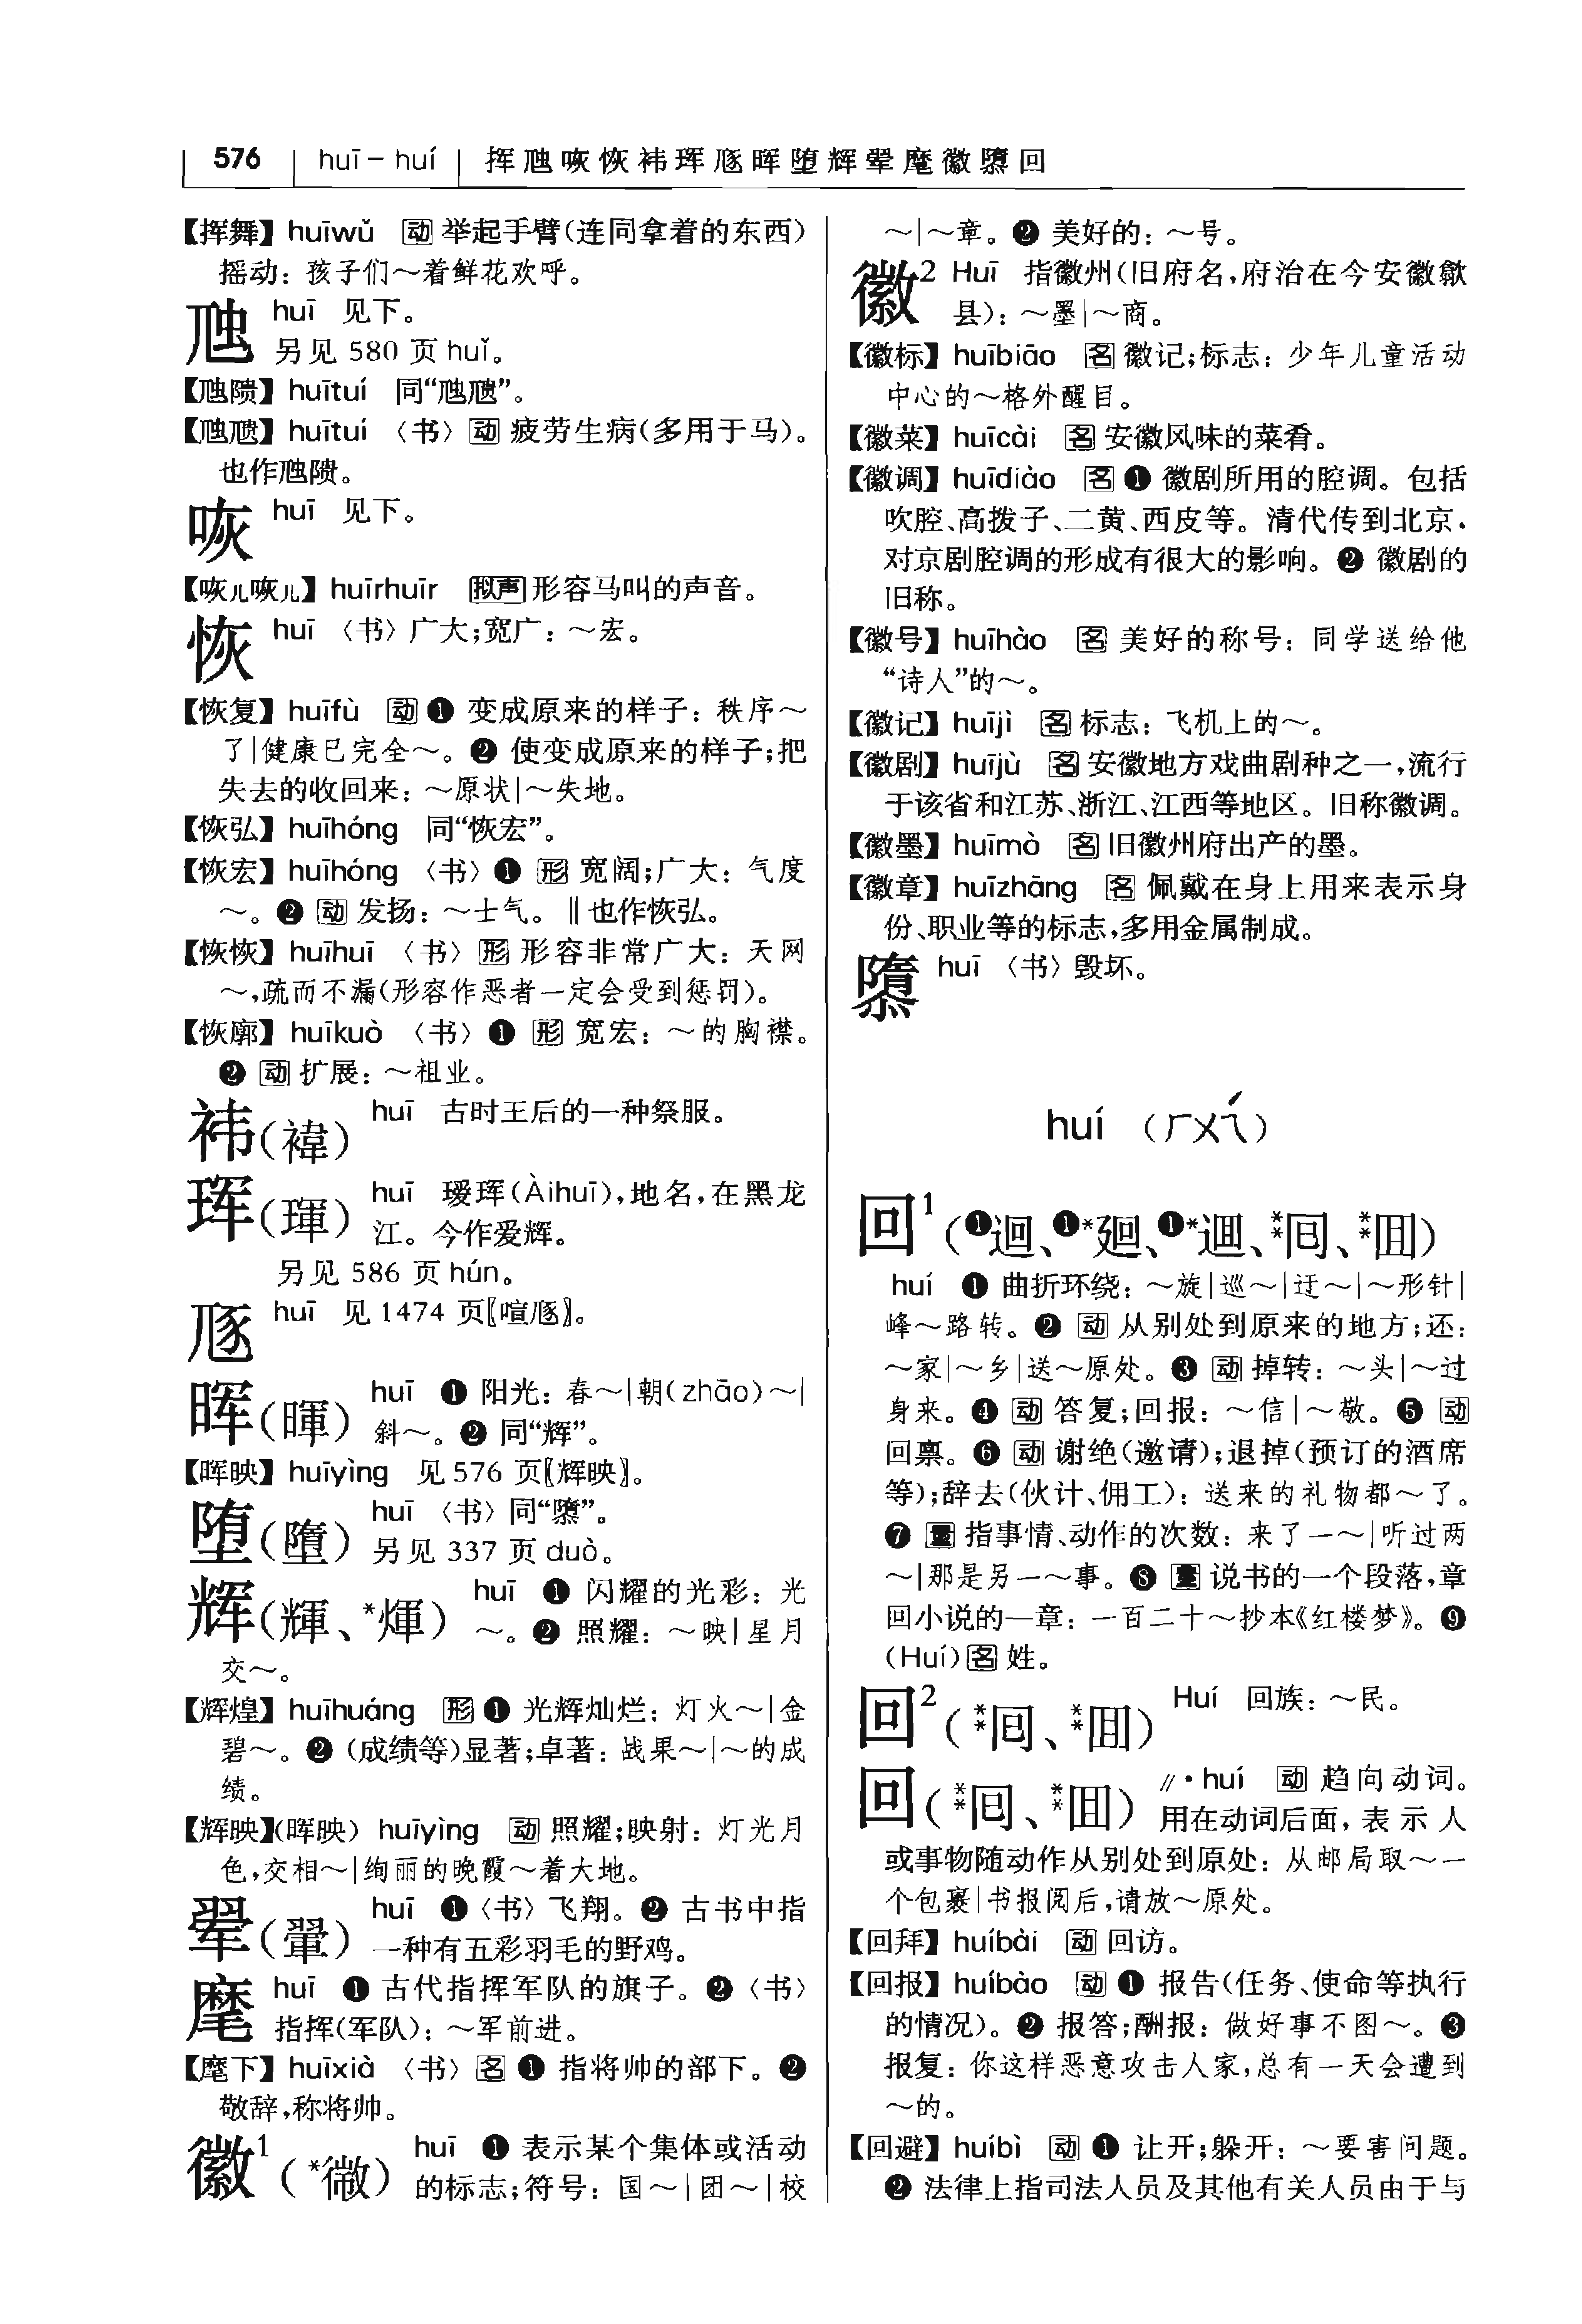 576 huī－huí 挥虺咴恢袆珲豗晖堕辉翚麾徽隳回
【挥舞】huīwǔ 动 举起手臂(连同拿着的东西)
摇动：孩子们～着鲜花欢呼。
虺 huī 见下。
另见 580 页 huǐ。
【虺隤】huītuí 同“虺尵”。
【虺尵】huītuí〈书〉动 疲劳生病(多用于马)。
也作虺隤。
咴 huī 见下。
【咴儿咴儿】huīrhuīr 拟声 形容马叫的声音。
恢 huī〈书〉广大;宽广：～宏。
【恢复】huīfù 动 ❶ 变成原来的样子：秩序～
了|健康已完全～。❷ 使变成原来的样子;把
失去的收回来：～原状|～失地。
【恢弘】huīhóng 同“恢宏”。
【恢宏】huīhóng〈书〉❶ 形 宽阔;广大：气度
～。❷ 动 发扬：～士气。‖也作恢弘。
【恢恢】huīhuī〈书〉形 形容非常广大：天网
～,疏而不漏(形容作恶者一定会受到惩罚)。
【恢廓】huīkuò〈书〉❶ 形 宽宏：～的胸襟。
❷ 动 扩展：～祖业。
袆(褘) huī 古时王后的一种祭服。
珲(琿) huī 瑷珲(Àihuī),地名,在黑龙
江。今作爱辉。
另见 586 页 hún。
豗 huī 见 1474 页〖喧豗〗。
晖(暉) huī ❶ 阳光：春～|朝(zhāo)～|
斜～。❷ 同“辉”。
【晖映】huīyìng 见 576 页〖辉映〗。
堕(墮) huī〈书〉同“隳”。
另见 337 页 duò。
辉(輝、*煇) huī ❶ 闪耀的光彩：光
～。❷ 照耀：～映|星月
交～。
【辉煌】huīhuáng 形 ❶ 光辉灿烂：灯火～|金
碧～。❷ (成绩等)显著;卓著：战果～|～的成
绩。
【辉映】(晖映) huīyìng 动 照耀;映射：灯光月
色,交相～|绚丽的晚霞～着大地。
翚(翬) huī ❶〈书〉飞翔。❷ 古书中指
一种有五彩羽毛的野鸡。
麾 huī ❶ 古代指挥军队的旗子。❷〈书〉
指挥(军队)：～军前进。
【麾下】huīxià〈书〉名 ❶ 指将帅的部下。❷
敬辞,称将帅。
徽1(*微) huī ❶ 表示某个集体或活动
的标志;符号：国～|团～|校
～|～章。❷ 美好的：～号。
徽2 Huī 指徽州(旧府名,府治在今安徽歙
县)：～墨|～商。
【徽标】huībiāo 名 徽记;标志：少年儿童活动
中心的～格外醒目。
【徽菜】huīcài 名 安徽风味的菜肴。
【徽调】huīdiào 名 ❶ 徽剧所用的腔调。包括
吹腔、高拨子、二黄、西皮等。清代传到北京,
对京剧腔调的形成有很大的影响。❷ 徽剧的
旧称。
【徽号】huīhào 名 美好的称号：同学送给他
“诗人”的～。
【徽记】huījì 名 标志：飞机上的～。
【徽剧】huījù 名 安徽地方戏曲剧种之一,流行
于该省和江苏、浙江、江西等地区。旧称徽调。
【徽墨】huīmò 名 旧徽州府出产的墨。
【徽章】huīzhāng 名 佩戴在身上用来表示身
份、职业等的标志,多用金属制成。
隳 huī〈书〉毁坏。
huí (ㄏㄨㄟˊ)
回1(❶迴、❶*廻、❶*逥、**囘、**囬)
huí ❶ 曲折环绕：～旋|巡～|迂～|～形针|
峰～路转。❷ 动 从别处到原来的地方;还：
～家|～乡|送～原处。❸ 动 掉转：～头|～过
身来。❹ 动 答复;回报：～信|～敬。❺ 动
回禀。❻ 动 谢绝(邀请);退掉(预订的酒席
等);辞去(伙计、佣工)：送来的礼物都～了。
❼ 量 指事情、动作的次数：来了一～|听过两
～|那是另一～事。❽ 量 说书的一个段落,章
回小说的一章：一百二十～抄本《红楼梦》。❾
(Huí) 名 姓。
回2(**囘、**囬) Huí 回族：～民。
回(**囘、**囬) //·huí 动 趋向动词。
用在动词后面,表示人
或事物随动作从别处到原处：从邮局取～一
个包裹|书报阅后,请放～原处。
【回拜】huíbài 动 回访。
【回报】huíbào 动 ❶ 报告(任务、使命等执行
的情况)。❷ 报答;酬报：做好事不图～。❸
报复：你这样恶意攻击人家,总有一天会遭到
～的。
【回避】huíbì 动 ❶ 让开;躲开：～要害问题。
❷ 法律上指司法人员及其他有关人员由于与